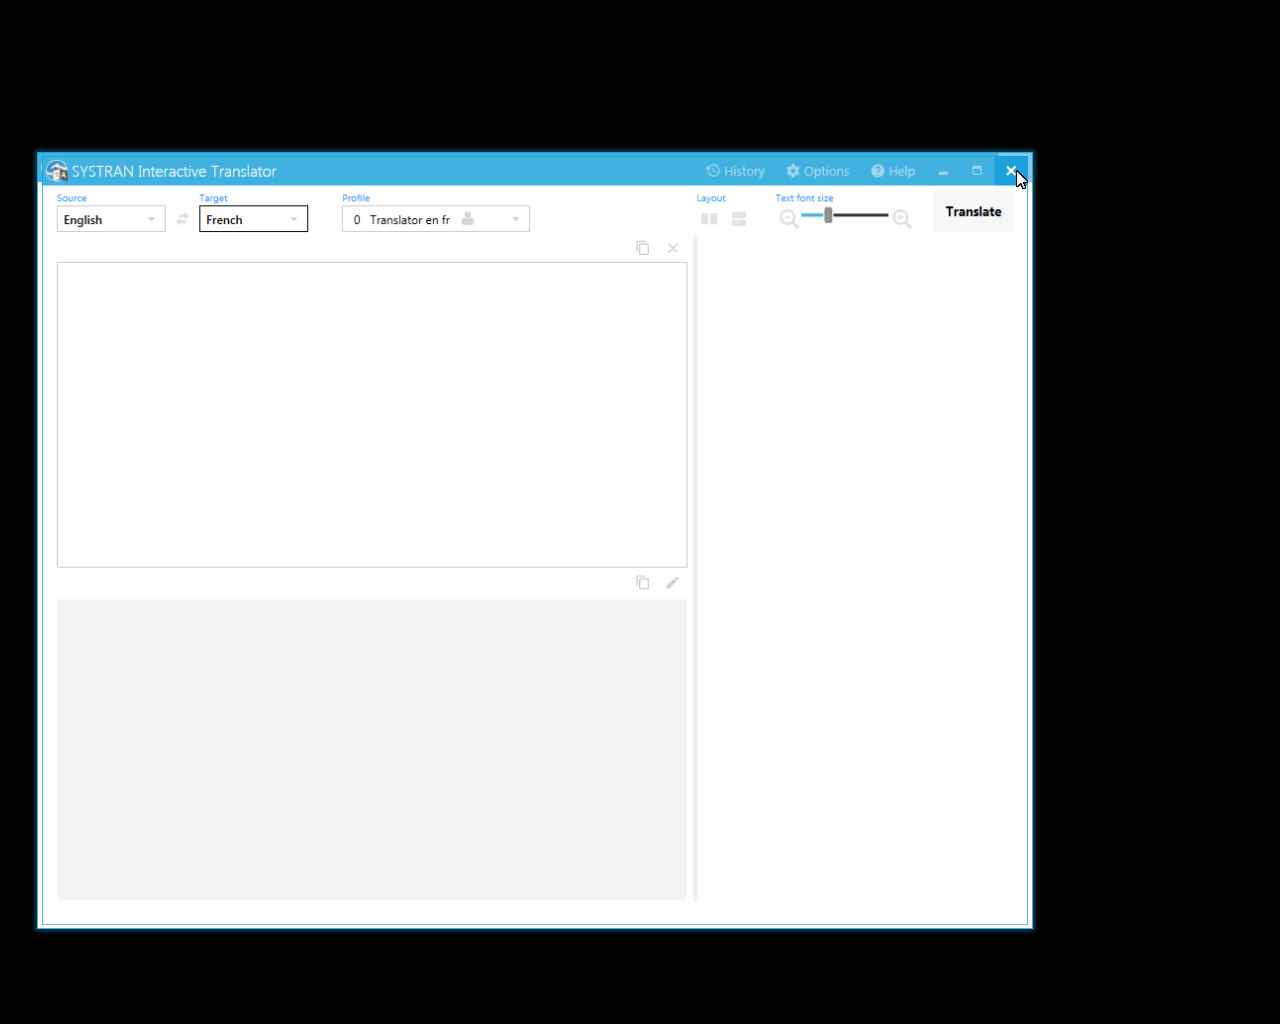 SYSTRAN Interactive Translator
History Options Help
Source Target Profile Layout Text font size
English French 0 Translator en fr Translate